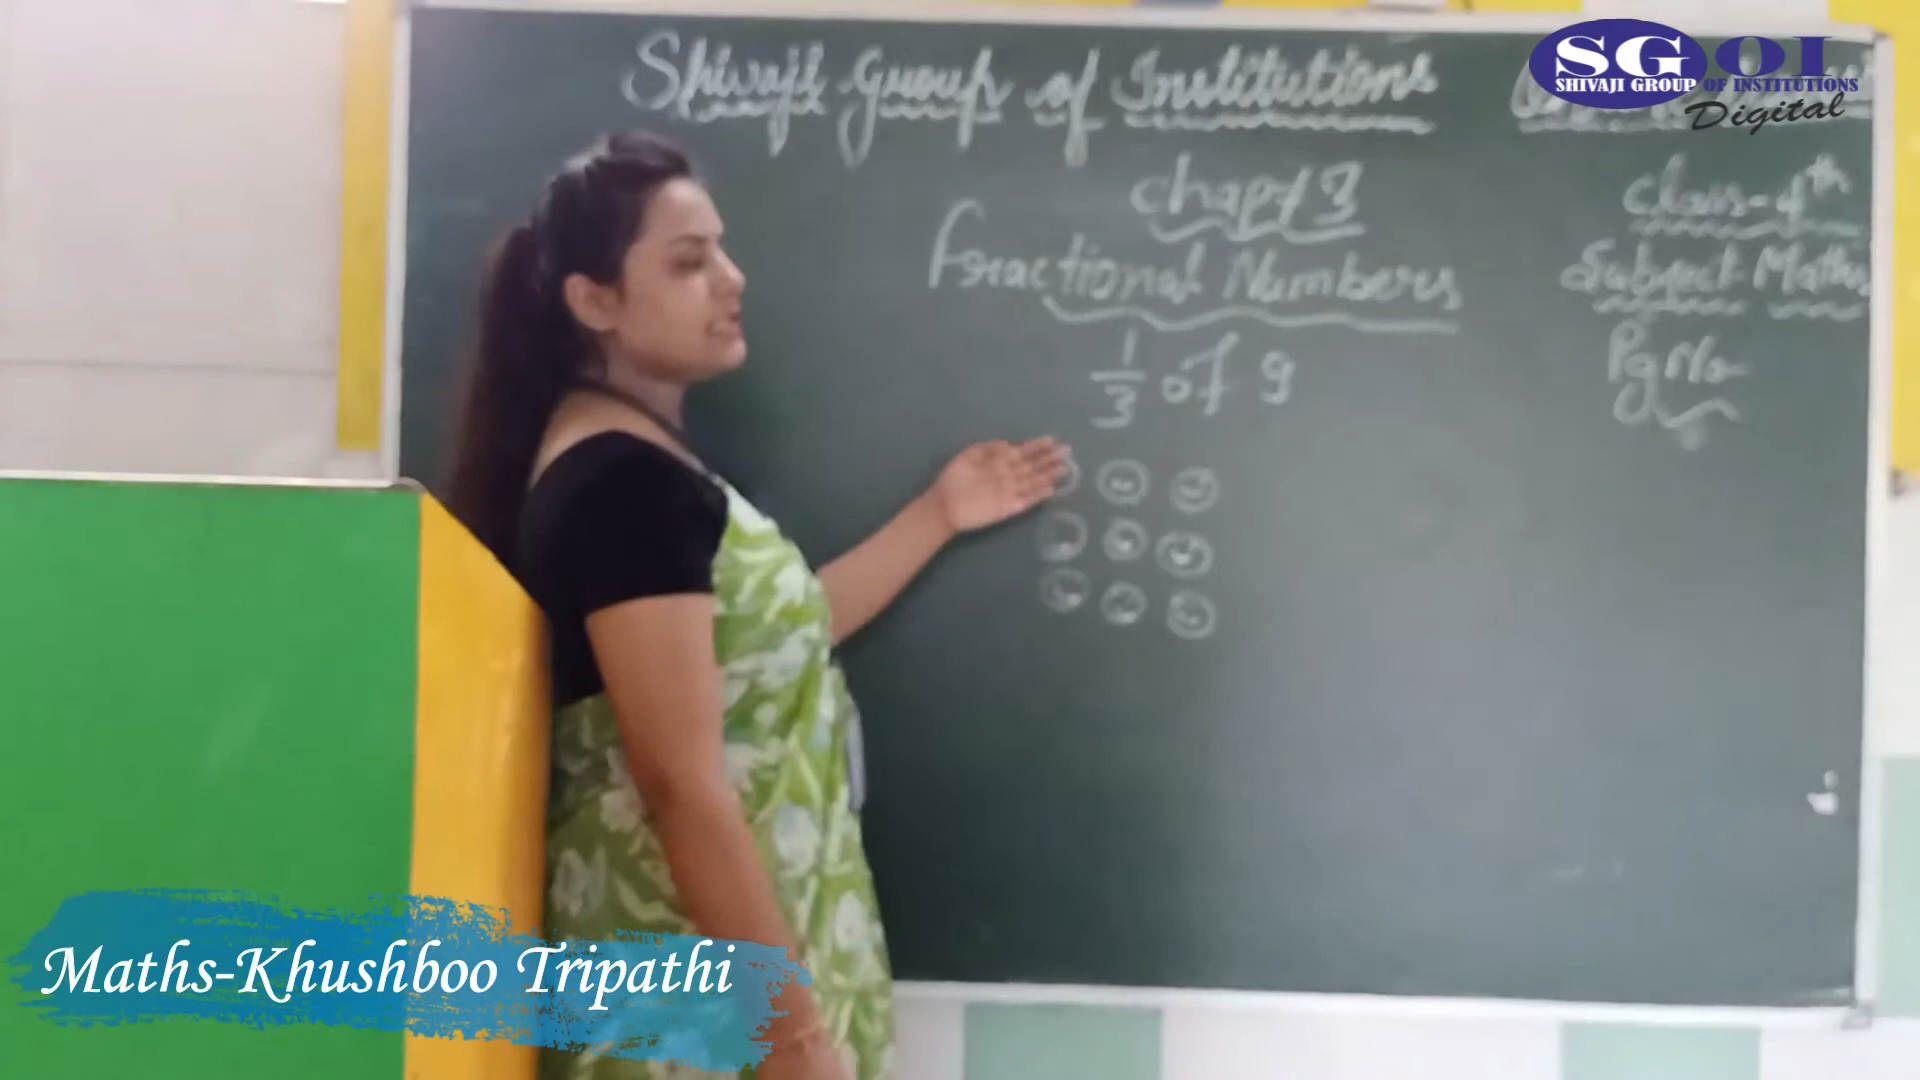 Shivaji Group of Institutions
SGOI
SHIVAJI GROUP OF INSTITUTIONS
Digital
Chapt 3
Fractional Numbers
1/3 of 9
Class-4th
Subject-Maths
Pg No-
Maths-Khushboo Tripathi